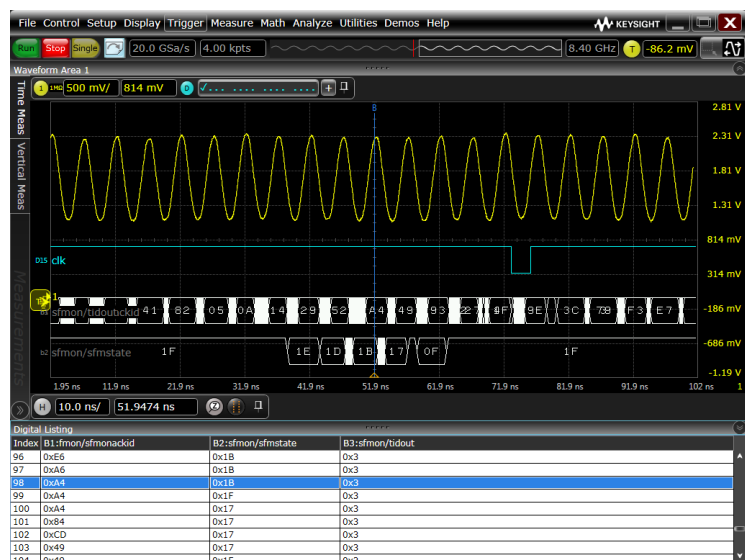 File Control Setup Display Trigger Measure Math Analyze Utilities Demos Help KEYSIGHT
Run Stop Single 20.0 GSa/s 4.00 kpts 8.40 GHz T -86.2 mV
Waveform Area 1
Time Meas
Vertical Meas
Measurements
1 1MΩ 500 mV/ 814 mV D
B
2.81 V
2.31 V
1.81 V
1.31 V
814 mV
D15 clk
314 mV
41 82 05 0A 14 29 52 A4 49 93 9E 3C F3 E7 -186 mV
-686 mV
b2 sfmon/sfmstate 1F 1E 1D 1B 17 0F 1F
-1.19 V
1.95 ns 11.9 ns 21.9 ns 31.9 ns 41.9 ns 51.9 ns 61.9 ns 71.9 ns 81.9 ns 91.9 ns 102 ns 1
H 10.0 ns/ 51.9474 ns
Digital Listing
Index B1:fmon/sfmonackid B2:sfmon/sfmstate B3:sfmon/tidout
96 0xE6 0x1B 0x3
97 0xA6 0x1B 0x3
98 0xA4 0x1B 0x3
99 0xA4 0x1F 0x3
100 0xA4 0x17 0x3
101 0x84 0x17 0x3
102 0xCD 0x17 0x3
103 0x49 0x17 0x3